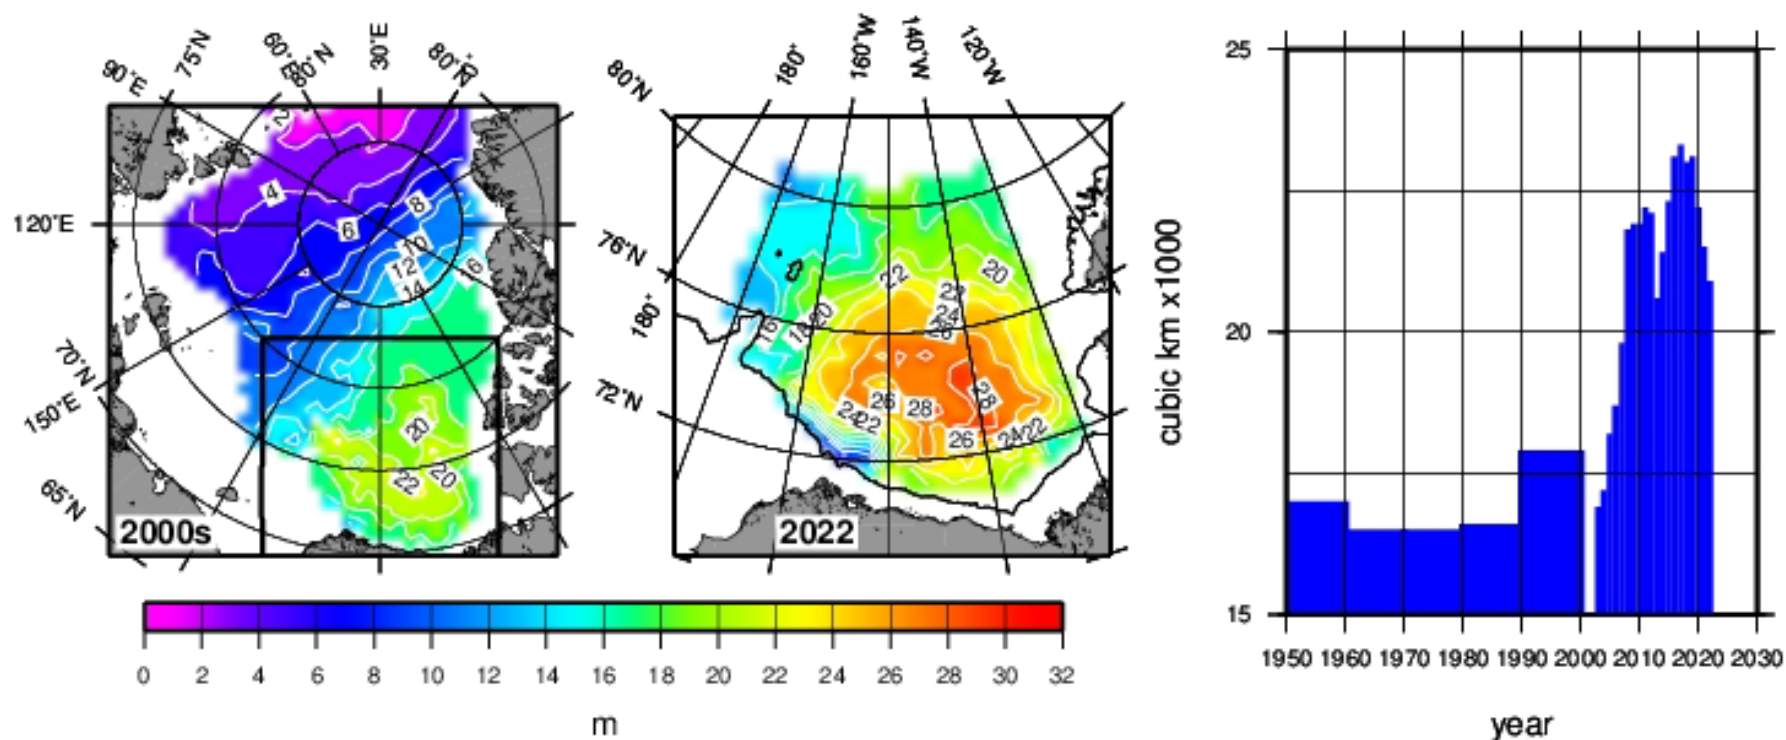 90°E
75°N
60°E
80°N
30°E
80°N
120°E
70°N
150°E
65°N
2
4
6
8
10
12
14
16
20
20
22
2000s
80°N
180°
160°W
140°W
120°W
76°N
180°
72°N
16
18
20
22
20
22
24
26
24
22
26
28
28
26
24
22
2022
0 2 4 6 8 10 12 14 16 18 20 22 24 26 28 30 32
m
25
20
15
cubic km x1000
1950 1960 1970 1980 1990 2000 2010 2020 2030
year